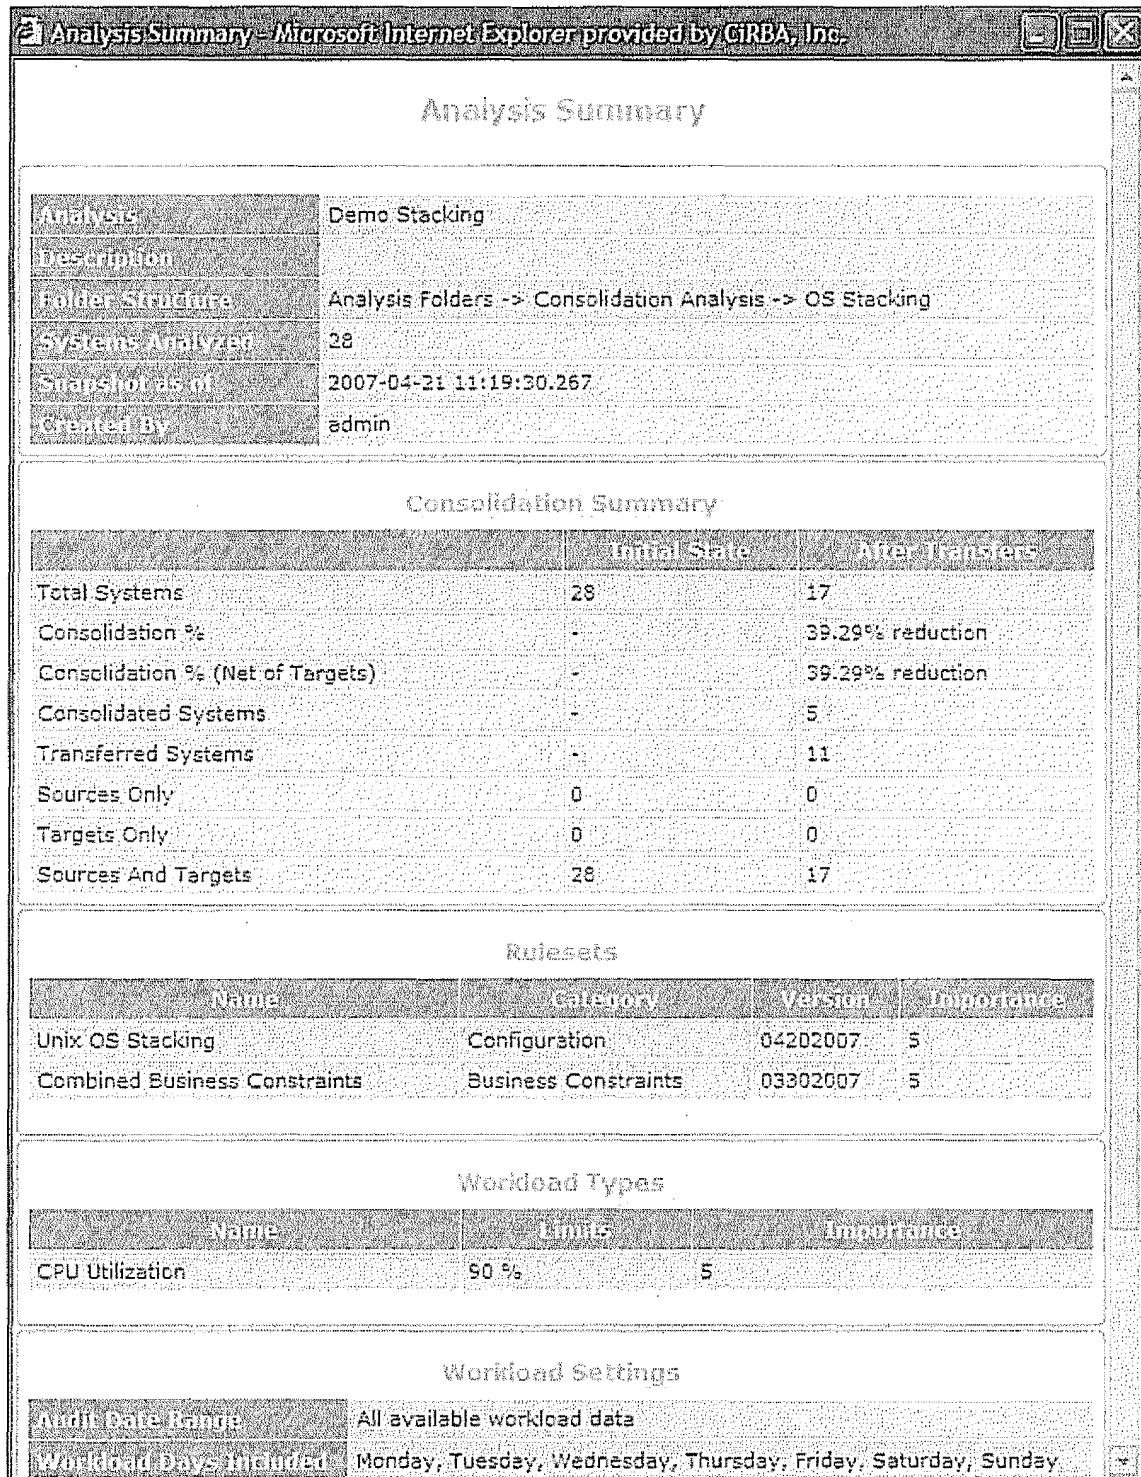 Analysis Summary - Microsoft Internet Explorer provided by CiRBA, Inc.
Analysis Summary
Analysis Demo Stacking
Description
Folder Structure Analysis Folders -> Consolidation Analysis -> OS Stacking
Systems Analyzed 28
Snapshot as of 2007-04-21 11:19:30.267
Created By admin
Consolidation Summary
Initial State After Transfers
Total Systems 28 17
Consolidation % - 39.29% reduction
Consolidation % (Net of Targets) - 39.29% reduction
Consolidated Systems - 5
Transferred Systems - 11
Sources Only 0 0
Targets Only 0 0
Sources And Targets 28 17
Rulesets
Name Category Version Importance
Unix OS Stacking Configuration 04202007 5
Combined Business Constraints Business Constraints 03302007 5
Workload Types
Name Limits Importance
CPU Utilization 90 % 5
Workload Settings
Audit Date Range All available workload data
Workload Days Included Monday, Tuesday, Wednesday, Thursday, Friday, Saturday, Sunday